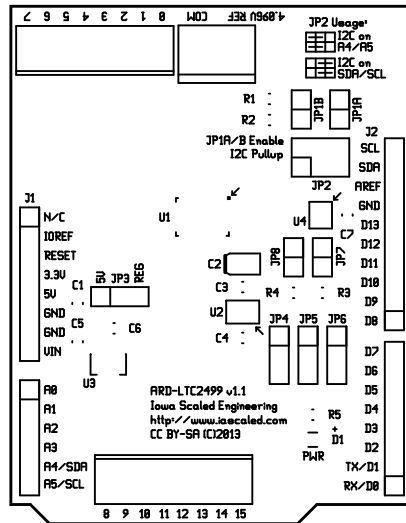 7 6 5 4 3 2 1 0 COM 4.096V REF
JP2 Usage:
I2C on
A4/A5
I2C on
SDA/SCL
R1
R2
JP1B
JP1A
JP1A/B Enable
I2C Pullup
JP2
J2
SCL
SDA
AREF
GND
D13
D12
D11
D10
D9
D8
D7
D6
D5
D4
D3
D2
TX/D1
RX/D0
J1
N/C
IOREF
RESET
3.3V
5V
GND
GND
VIN
A0
A1
A2
A3
A4/SDA
A5/SCL
U1
U4
C7
C2
C3
JP8
JP7
5V
JP3
REG
C1
C5
C6
U3
U2
C4
R4
R3
JP4
JP5
JP6
ARD-LTC2499 v1.1
Iowa Scaled Engineering
http://www.iascaled.com
CC BY-SA (C)2013
R5
+
D1
PWR
8 9 10 11 12 13 14 15